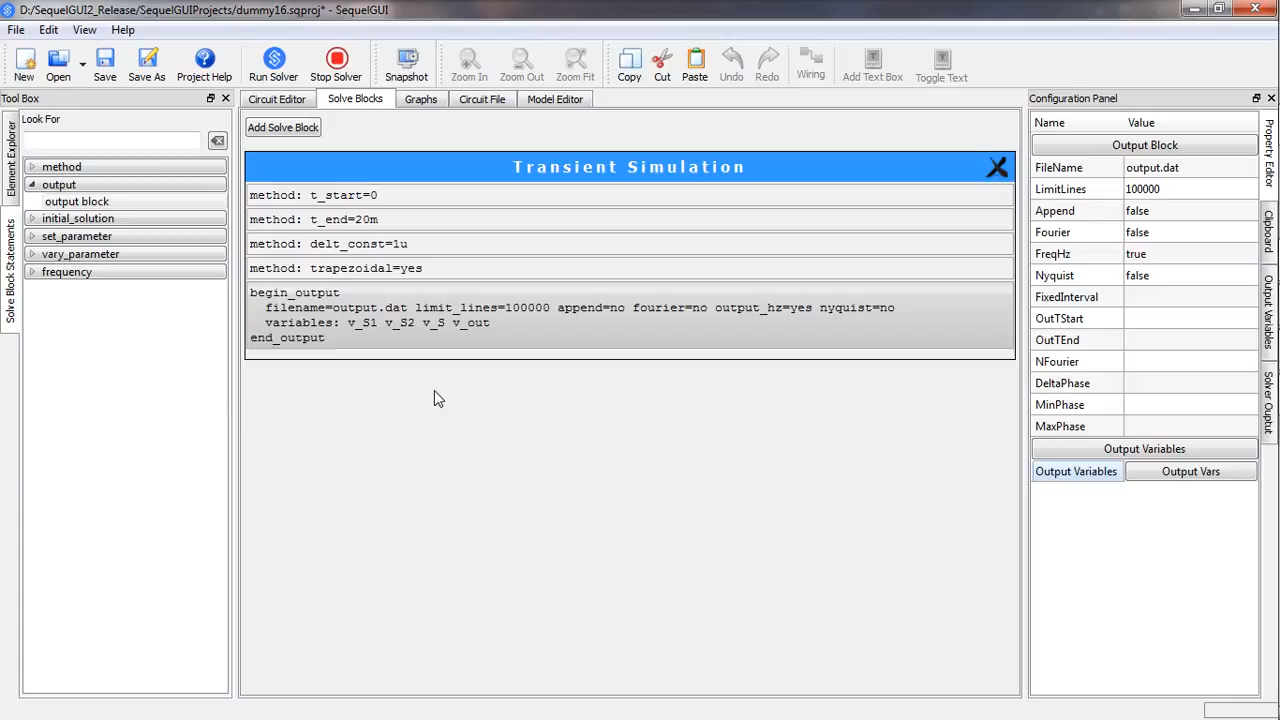 D:/SequelGUI2_Release/SequelGUIProjects/dummy16.sqproj* - SequelGUI
File Edit View Help
New Open Save Save As Project Help Run Solver Stop Solver Snapshot Zoom In Zoom Out Zoom Fit Copy Cut Paste Undo Redo Wiring Add Text Box Toggle Text
Tool Box
Look For
method
output
output block
initial_solution
set_parameter
vary_parameter
frequency
Element Explorer
Solve Block Statements
Circuit Editor Solve Blocks Graphs Circuit File Model Editor
Add Solve Block
Transient Simulation
method: t_start=0
method: t_end=20m
method: delt_const=1u
method: trapezoidal=yes
begin_output
filename=output.dat limit_lines=100000 append=no fourier=no output_hz=yes nyquist=no
variables: v_S1 v_S2 v_S v_out
end_output
Configuration Panel
Name Value
Output Block
FileName output.dat
LimitLines 100000
Append false
Fourier false
FreqHz true
Nyquist false
FixedInterval
OutTStart
OutTEnd
NFourier
DeltaPhase
MinPhase
MaxPhase
Output Variables
Output Variables Output Vars
Property Editor
Clipboard
Output Variables
Solver Ouptut